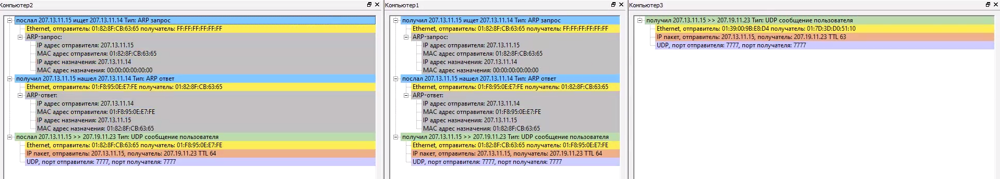 Компьютер2
послал 207.13.11.15 ищет 207.13.11.14 Тип: ARP запрос
Ethernet, отправитель: 01:82:8F:CB:63:65 получатель: FF:FF:FF:FF:FF:FF
ARP-запрос:
IP адрес отправителя: 207.13.11.15
MAC адрес отправителя: 01:82:8F:CB:63:65
IP адрес назначения: 207.13.11.14
MAC адрес назначения: 00:00:00:00:00:00
получил 207.13.11.15 нашел 207.13.11.14 Тип: ARP ответ
Ethernet, отправитель: 01:F8:95:0E:E7:FE получатель: 01:82:8F:CB:63:65
ARP-ответ:
IP адрес отправителя: 207.13.11.14
MAC адрес отправителя: 01:F8:95:0E:E7:FE
IP адрес назначения: 207.13.11.15
MAC адрес назначения: 01:82:8F:CB:63:65
послал 207.13.11.15 >> 207.19.11.23 Тип: UDP сообщение пользователя
Ethernet, отправитель: 01:82:8F:CB:63:65 получатель: 01:F8:95:0E:E7:FE
IP пакет, отправитель: 207.13.11.15, получатель: 207.19.11.23 TTL 64
UDP, порт отправителя: 7777, порт получателя: 7777
Компьютер1
получил 207.13.11.15 ищет 207.13.11.14 Тип: ARP запрос
Ethernet, отправитель: 01:82:8F:CB:63:65 получатель: FF:FF:FF:FF:FF:FF
ARP-запрос:
IP адрес отправителя: 207.13.11.15
MAC адрес отправителя: 01:82:8F:CB:63:65
IP адрес назначения: 207.13.11.14
MAC адрес назначения: 00:00:00:00:00:00
послал 207.13.11.15 нашел 207.13.11.14 Тип: ARP ответ
Ethernet, отправитель: 01:F8:95:0E:E7:FE получатель: 01:82:8F:CB:63:65
ARP-ответ:
IP адрес отправителя: 207.13.11.14
MAC адрес отправителя: 01:F8:95:0E:E7:FE
IP адрес назначения: 207.13.11.15
MAC адрес назначения: 01:82:8F:CB:63:65
получил 207.13.11.15 >> 207.19.11.23 Тип: UDP сообщение пользователя
Ethernet, отправитель: 01:82:8F:CB:63:65 получатель: 01:F8:95:0E:E7:FE
IP пакет, отправитель: 207.13.11.15, получатель: 207.19.11.23 TTL 64
UDP, порт отправителя: 7777, порт получателя: 7777
Компьютер3
получил 207.13.11.15 >> 207.19.11.23 Тип: UDP сообщение пользователя
Ethernet, отправитель: 01:39:00:9B:E8:D4 получатель: 01:7D:3D:D0:51:10
IP пакет, отправитель: 207.13.11.15, получатель: 207.19.11.23 TTL 63
UDP, порт отправителя: 7777, порт получателя: 7777